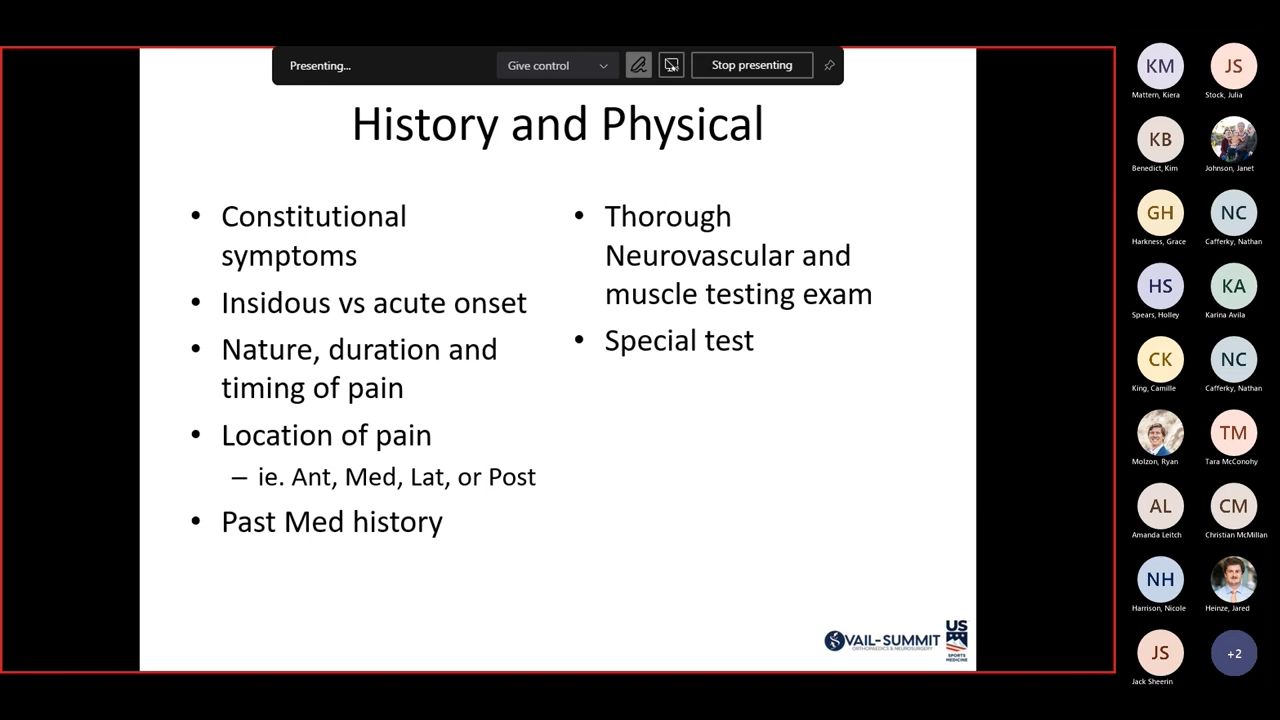 Presenting...
Give control
Stop presenting
History and Physical
• Constitutional
symptoms
• Insidous vs acute onset
• Nature, duration and
timing of pain
• Location of pain
– ie. Ant, Med, Lat, or Post
• Past Med history
• Thorough
Neurovascular and
muscle testing exam
• Special test
VAIL-SUMMIT
ORTHOPAEDICS & NEUROSURGERY
US
SPORTS
MEDICINE
KM
Mattern, Kiera
JS
Stock, Julia
KB
Benedict, Kim
Johnson, Janet
GH
Harkness, Grace
NC
Cafferky, Nathan
HS
Spears, Holley
KA
Karina Avila
CK
King, Camille
NC
Cafferky, Nathan
Molzon, Ryan
TM
Tara McConohy
AL
Amanda Leitch
CM
Christian McMillan
NH
Harrison, Nicole
Heinze, Jared
JS
Jack Sheerin
+2